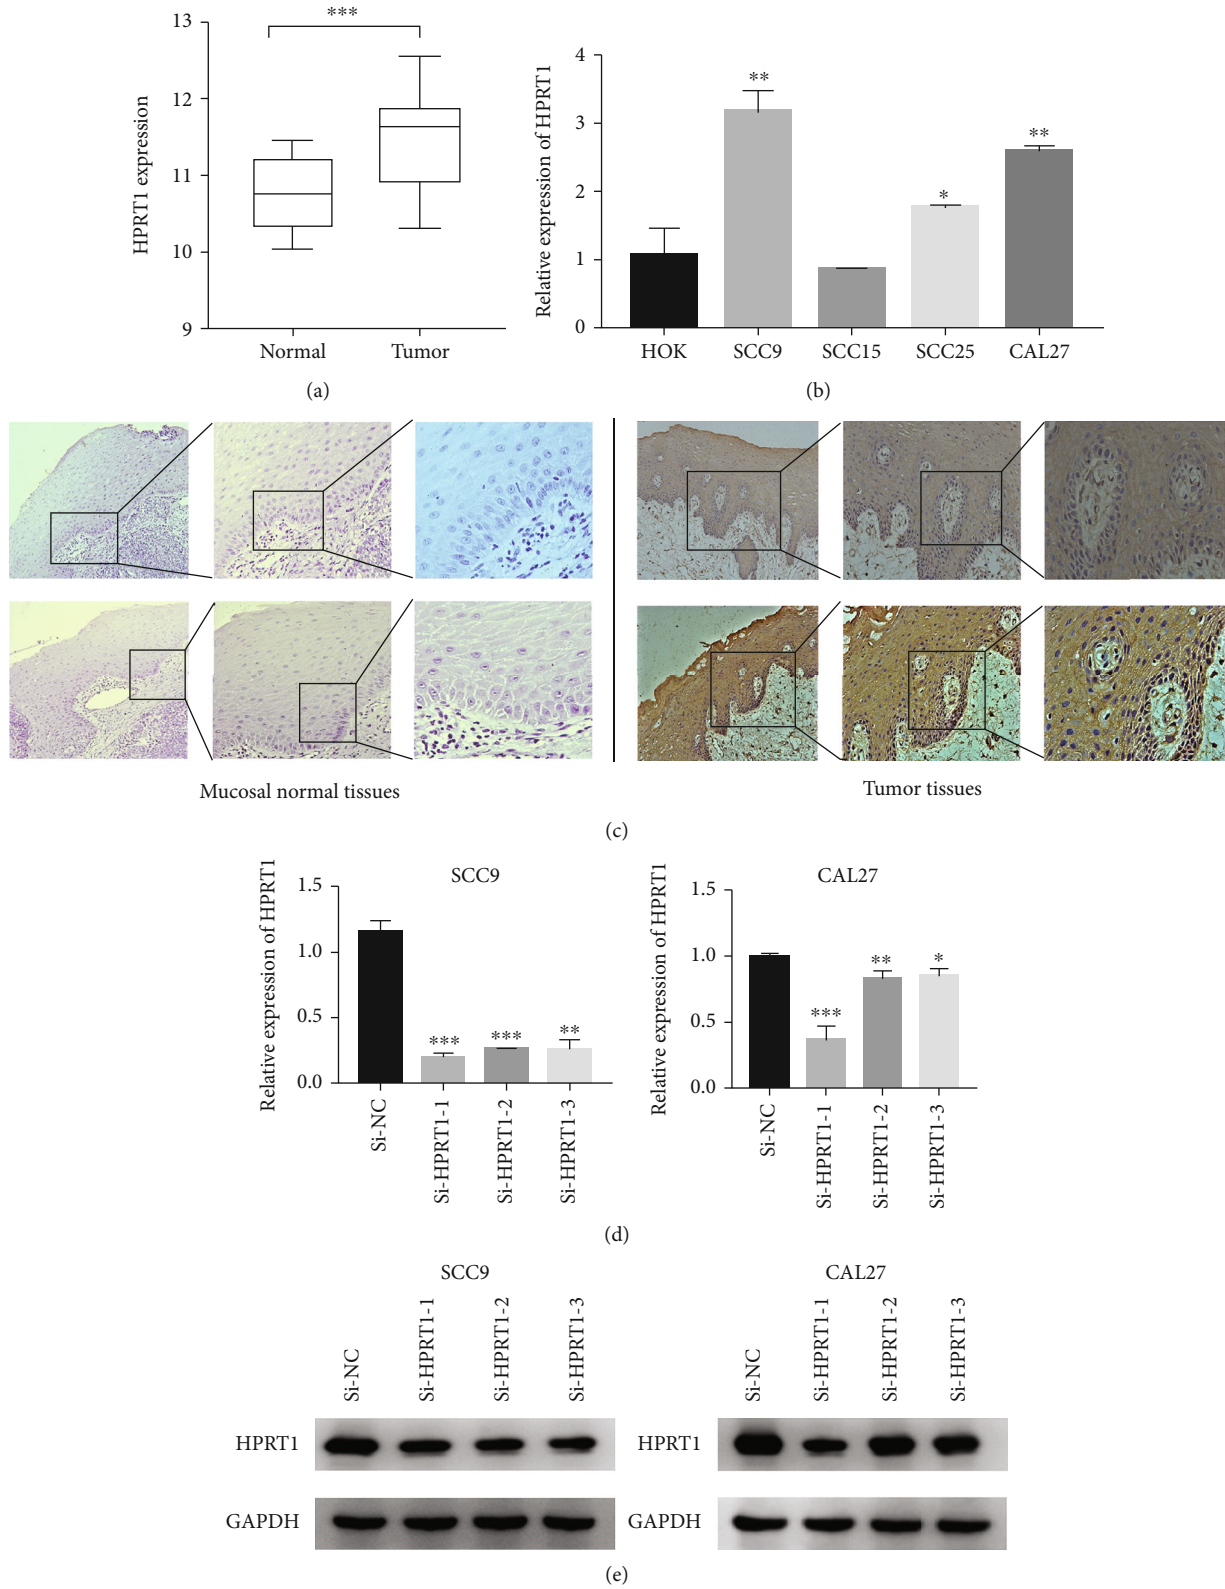 ***
HPRT1 expression
13
12
11
10
9
Normal Tumor
(a)
Relative expression of HPRT1
4
3
2
1
0
**
*
**
HOK SCC9 SCC15 SCC25 CAL27
(b)
Mucosal normal tissues
Tumor tissues
(c)
SCC9
Relative expression of HPRT1
1.5
1.0
0.5
0.0
*** *** **
Si-NC
Si-HPRT1-1
Si-HPRT1-2
Si-HPRT1-3
CAL27
Relative expression of HPRT1
1.5
1.0
0.5
0.0
***
**
*
Si-NC
Si-HPRT1-1
Si-HPRT1-2
Si-HPRT1-3
(d)
SCC9
Si-NC
Si-HPRT1-1
Si-HPRT1-2
Si-HPRT1-3
HPRT1
GAPDH
CAL27
Si-NC
Si-HPRT1-1
Si-HPRT1-2
Si-HPRT1-3
HPRT1
GAPDH
(e)